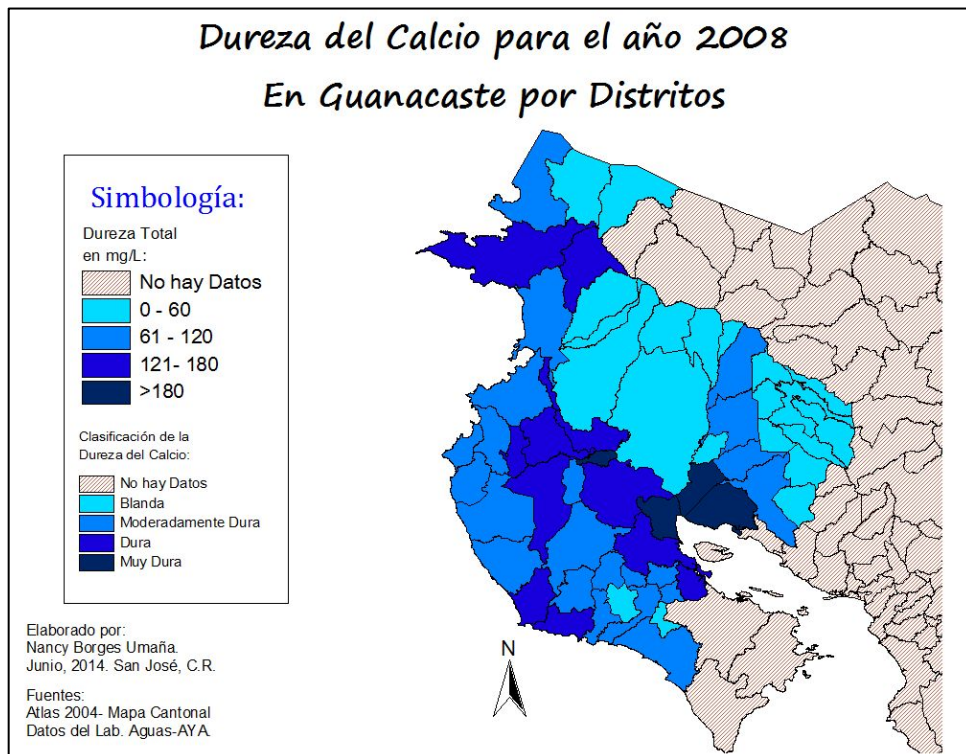 Dureza del Calcio para el año 2008
En Guanacaste por Distritos
Simbología:
Dureza Total
en mg/L:
No hay Datos
0 - 60
61 - 120
121- 180
>180
Clasificación de la
Dureza del Calcio:
No hay Datos
Blanda
Moderadamente Dura
Dura
Muy Dura
Elaborado por:
Nancy Borges Umaña.
Junio, 2014. San José, C.R.
Fuentes:
Atlas 2004- Mapa Cantonal
Datos del Lab. Aguas-AYA.
N